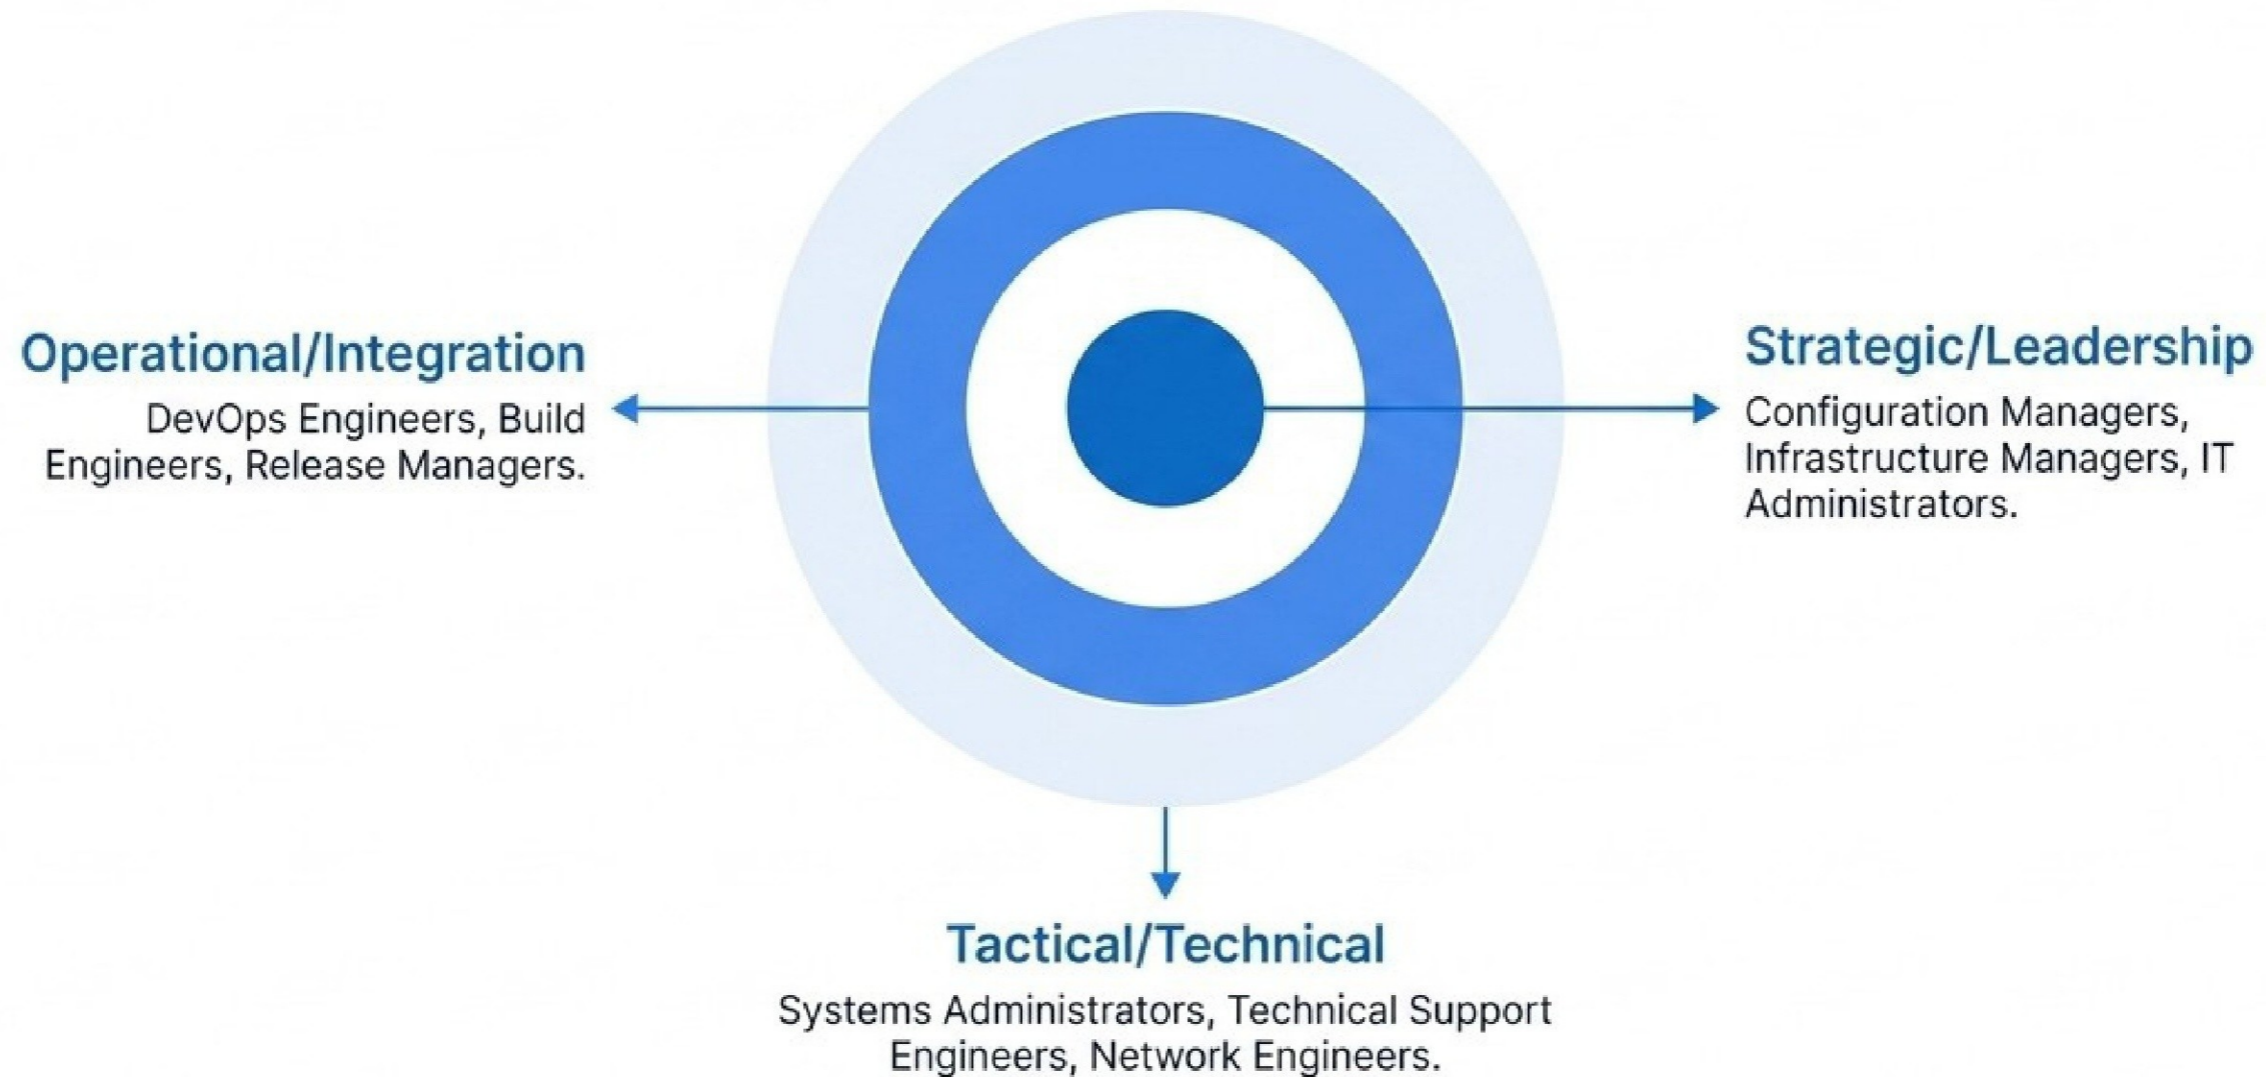 Operational/Integration
DevOps Engineers, Build
Engineers, Release Managers.
Strategic/Leadership
Configuration Managers,
Infrastructure Managers, IT
Administrators.
Tactical/Technical
Systems Administrators, Technical Support
Engineers, Network Engineers.